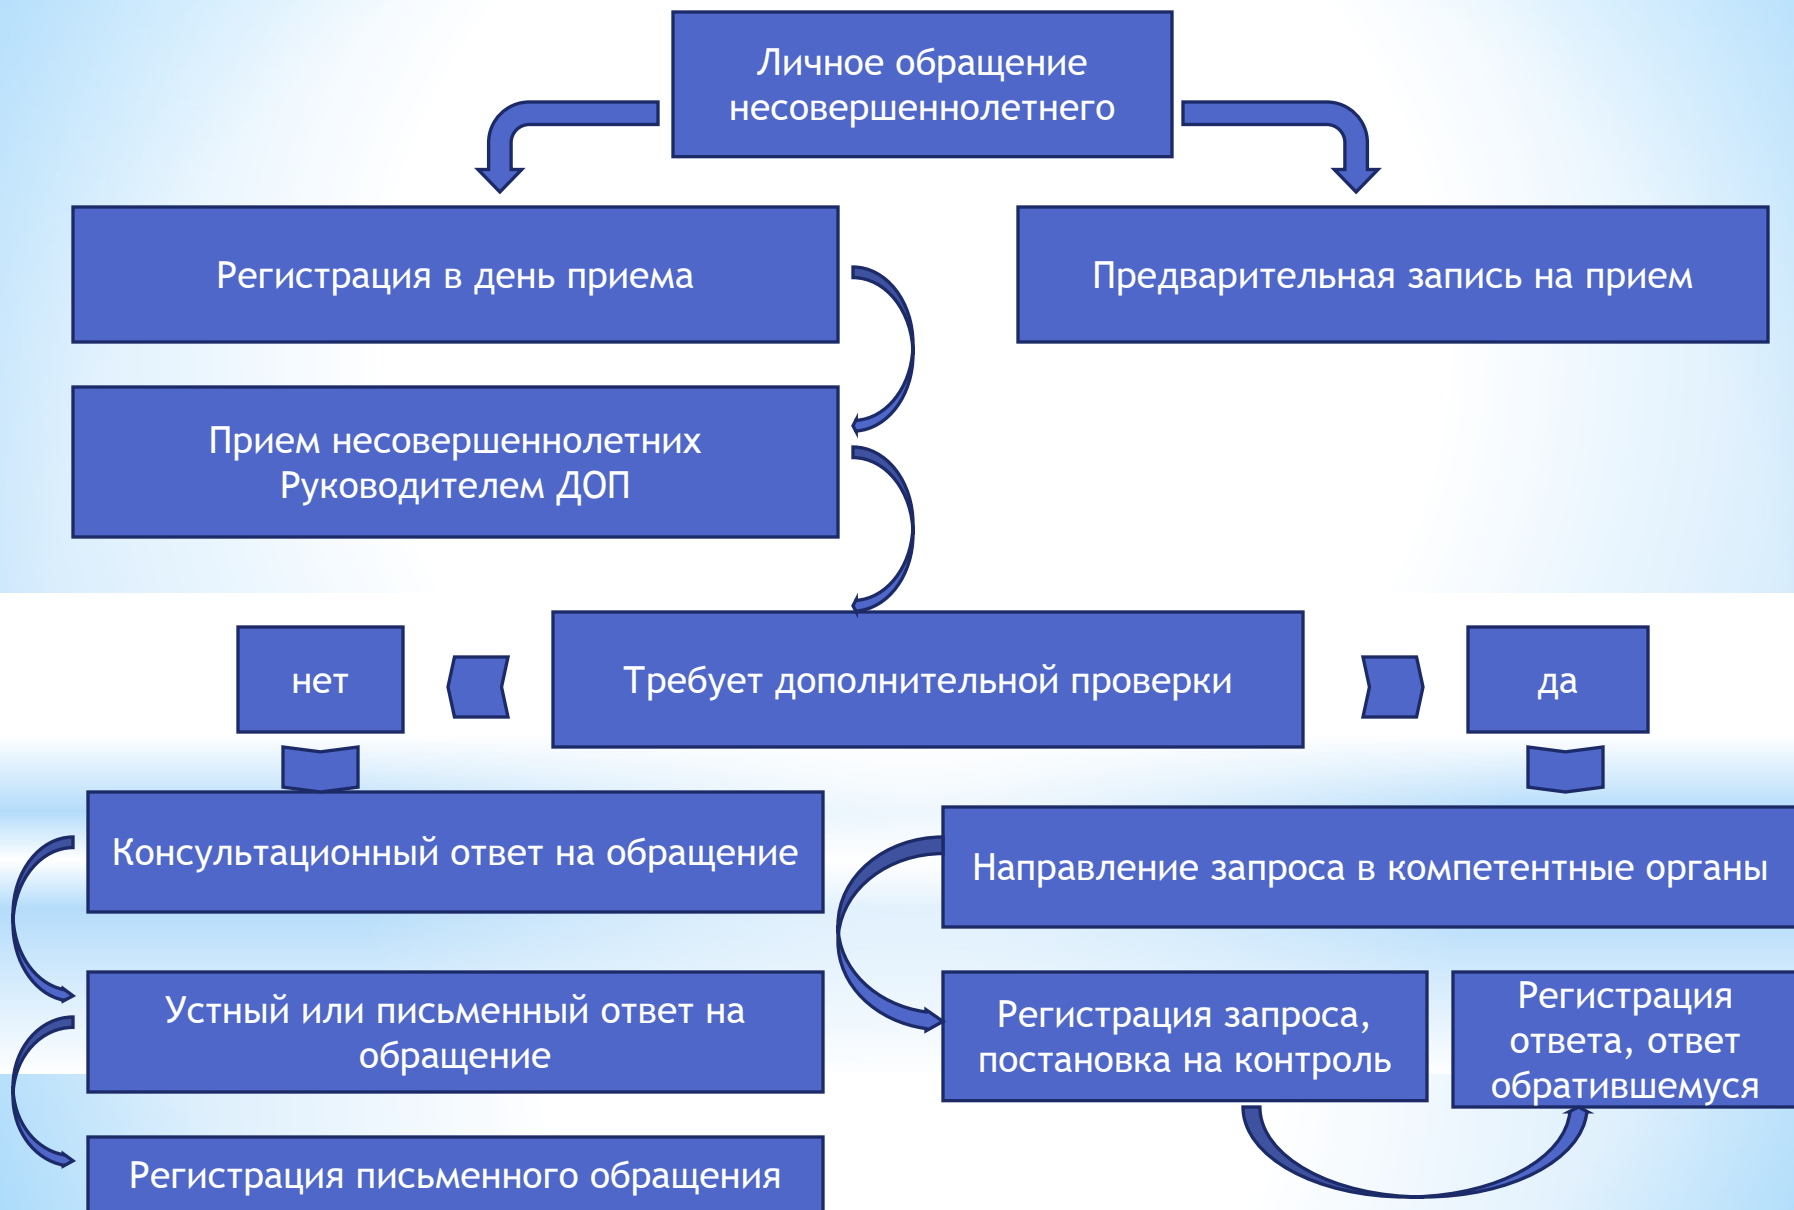 Личное обращение
несовершеннолетнего
Регистрация в день приема
Предварительная запись на прием
Прием несовершеннолетних
Руководителем ДОП
нет
Требует дополнительной проверки
да
Консультационный ответ на обращение
Направление запроса в компетентные органы
Устный или письменный ответ на
обращение
Регистрация запроса,
постановка на контроль
Регистрация
ответа, ответ
обратившемуся
Регистрация письменного обращения